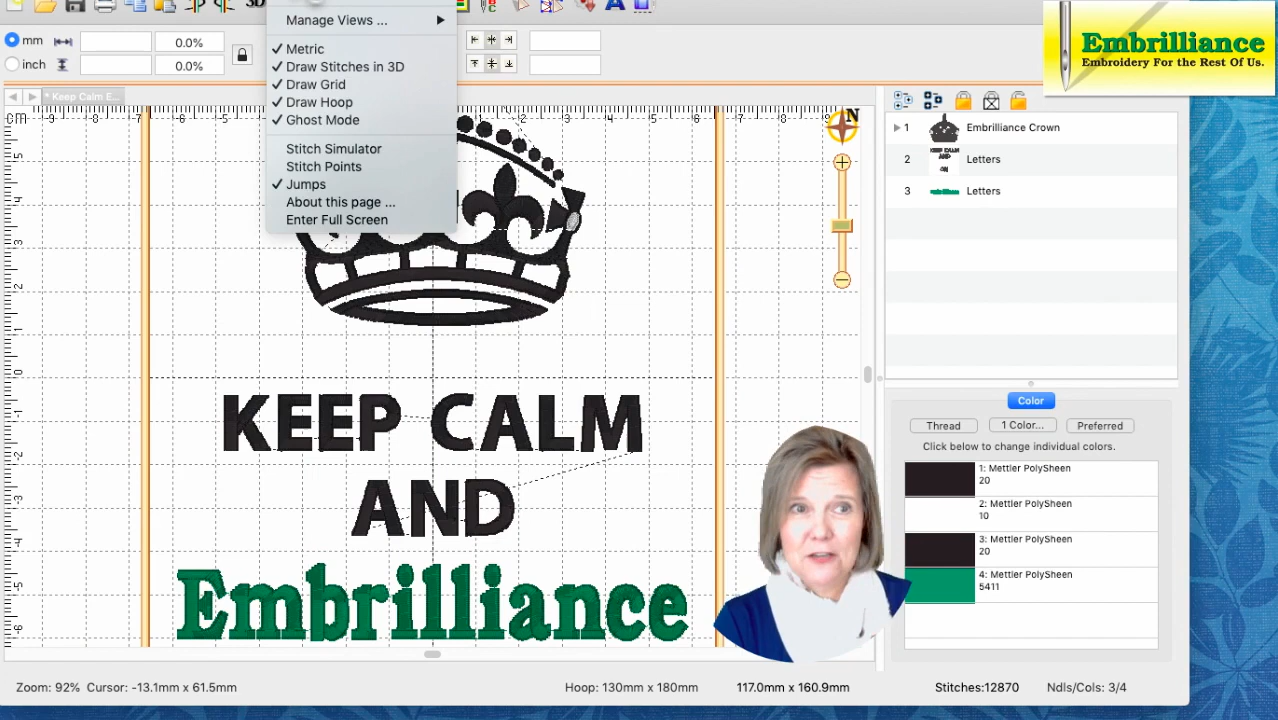 Manage Views ...
Embrilliance
Embroidery For the Rest Of Us.
mm
0.0%
inch
0.0%
✓ Metric
✓ Draw Stitches in 3D
✓ Draw Grid
✓ Draw Hoop
✓ Ghost Mode
Stitch Simulator
Stitch Points
✓ Jumps
About this page ...
Enter Full Screen
* Keep Calm E...
cm
N
1 Embrilliance Crown
2 Letters
3 Letters
KEEP CALM
AND
Embrilliance
Color
Thread
1 Color...
Preferred
Click below to change individual colors.
1: Mettler PolySheen
20
2: Mettler PolySheen
10
3: Mettler PolySheen
20
4: Mettler PolySheen
5411
Zoom: 92% Cursor: -13.1mm x 61.5mm
Hoop: 130mm x 180mm
117.0mm x 160.9mm
Stitches:12870
Ndls/Cols: 3/4